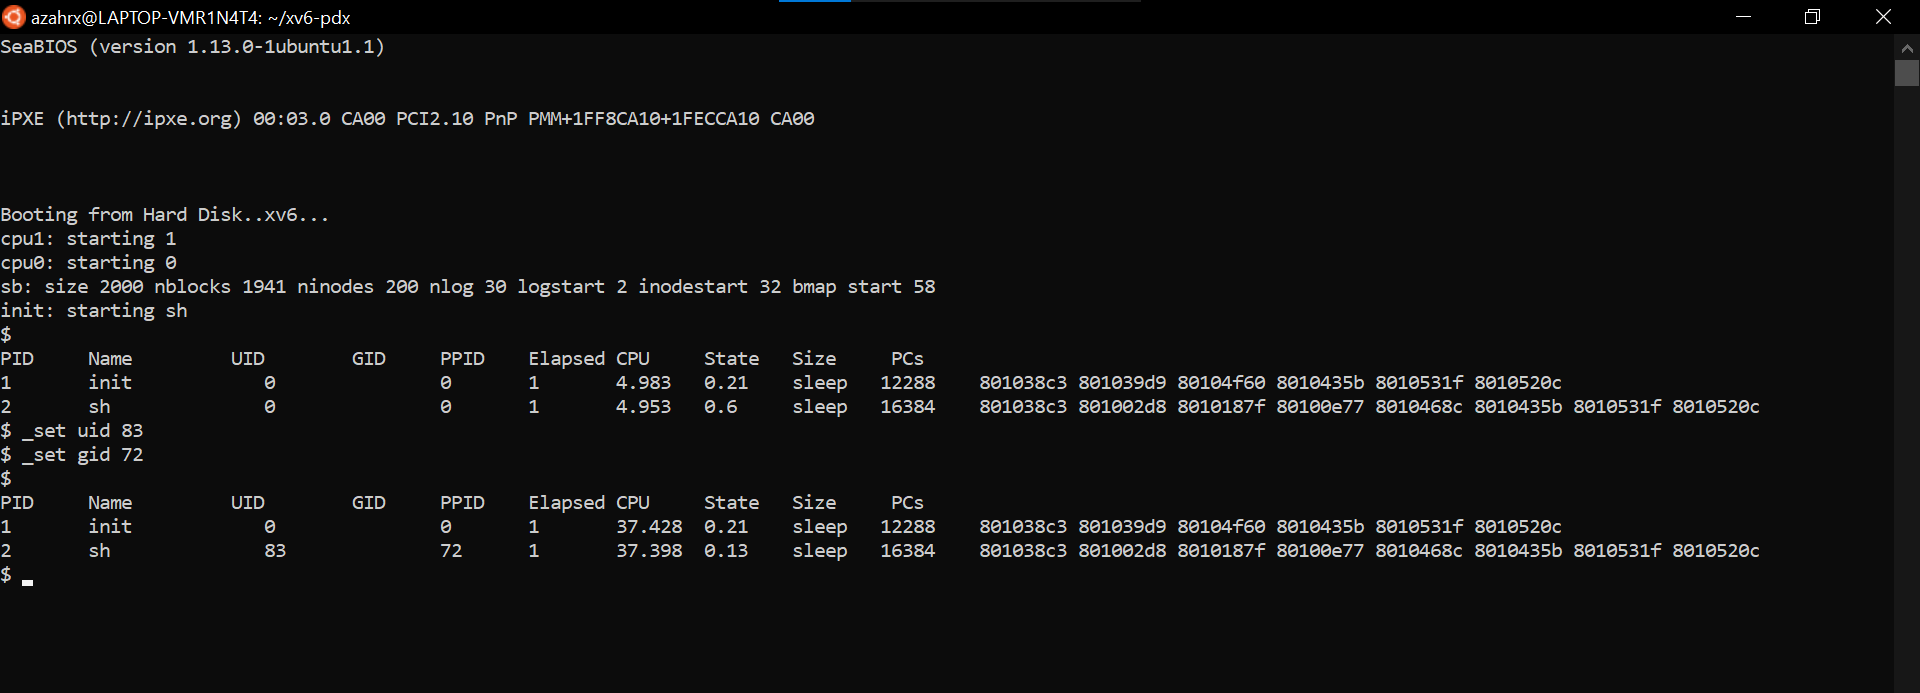 azahrx@LAPTOP-VMR1N4T4: ~/xv6-pdx
SeaBIOS (version 1.13.0-1ubuntu1.1)
iPXE (http://ipxe.org) 00:03.0 CA00 PCI2.10 PnP PMM+1FF8CA10+1FECCA10 CA00
Booting from Hard Disk..xv6...
cpu1: starting 1
cpu0: starting 0
sb: size 2000 nblocks 1941 ninodes 200 nlog 30 logstart 2 inodestart 32 bmap start 58
init: starting sh
$
PID     Name         UID        GID     PPID    Elapsed CPU     State   Size     PCs
1       init            0               0       1       4.983   0.21    sleep   12288    801038c3 801039d9 80104f60 8010435b 8010531f 8010520c
2       sh              0               0       1       4.953   0.6     sleep   16384    801038c3 801002d8 8010187f 80100e77 8010468c 8010435b 8010531f 8010520c
$ _set uid 83
$ _set gid 72
$
PID     Name         UID        GID     PPID    Elapsed CPU     State   Size     PCs
1       init            0               0       1       37.428  0.21    sleep   12288    801038c3 801039d9 80104f60 8010435b 8010531f 8010520c
2       sh              83              72      1       37.398  0.13    sleep   16384    801038c3 801002d8 8010187f 80100e77 8010468c 8010435b 8010531f 8010520c
$